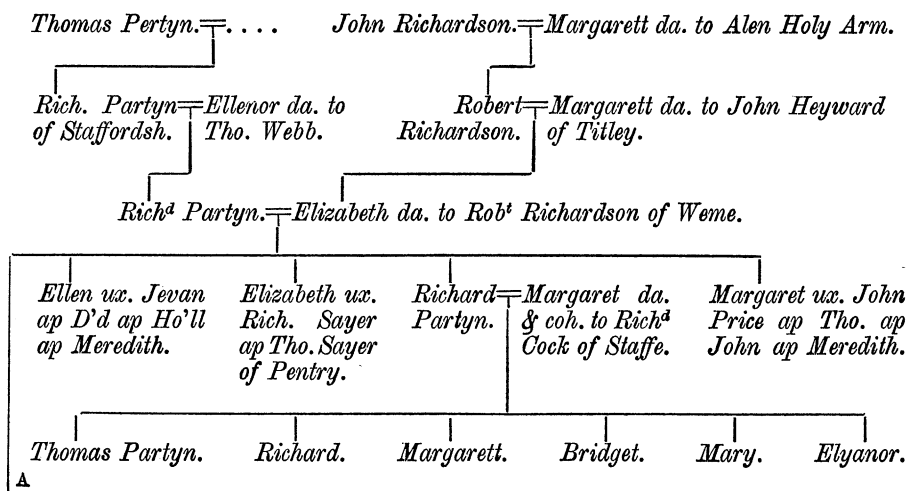 Thomas Pertyn.=.... John Richardson.=Margarett da. to Alen Holy Arm.
Rich. Partyn=Ellenor da. to Robert=Margarett da. to John Heyward
of Staffordsh. Tho. Webb. Richardson. of Titley.
Richᵈ Partyn.=Elizabeth da. to Robᵗ Richardson of Weme.
Ellen ux. Jevan Elizabeth ux. Richard=Margaret da. Margaret ux. John
ap D'd ap Ho'll Rich. Sayer Partyn. & coh. to Richᵈ Price ap Tho. ap
ap Meredith. ap Tho. Sayer Cock of Staffe. John ap Meredith.
of Pentry.
Thomas Partyn. Richard. Margarett. Bridget. Mary. Elyanor.
A